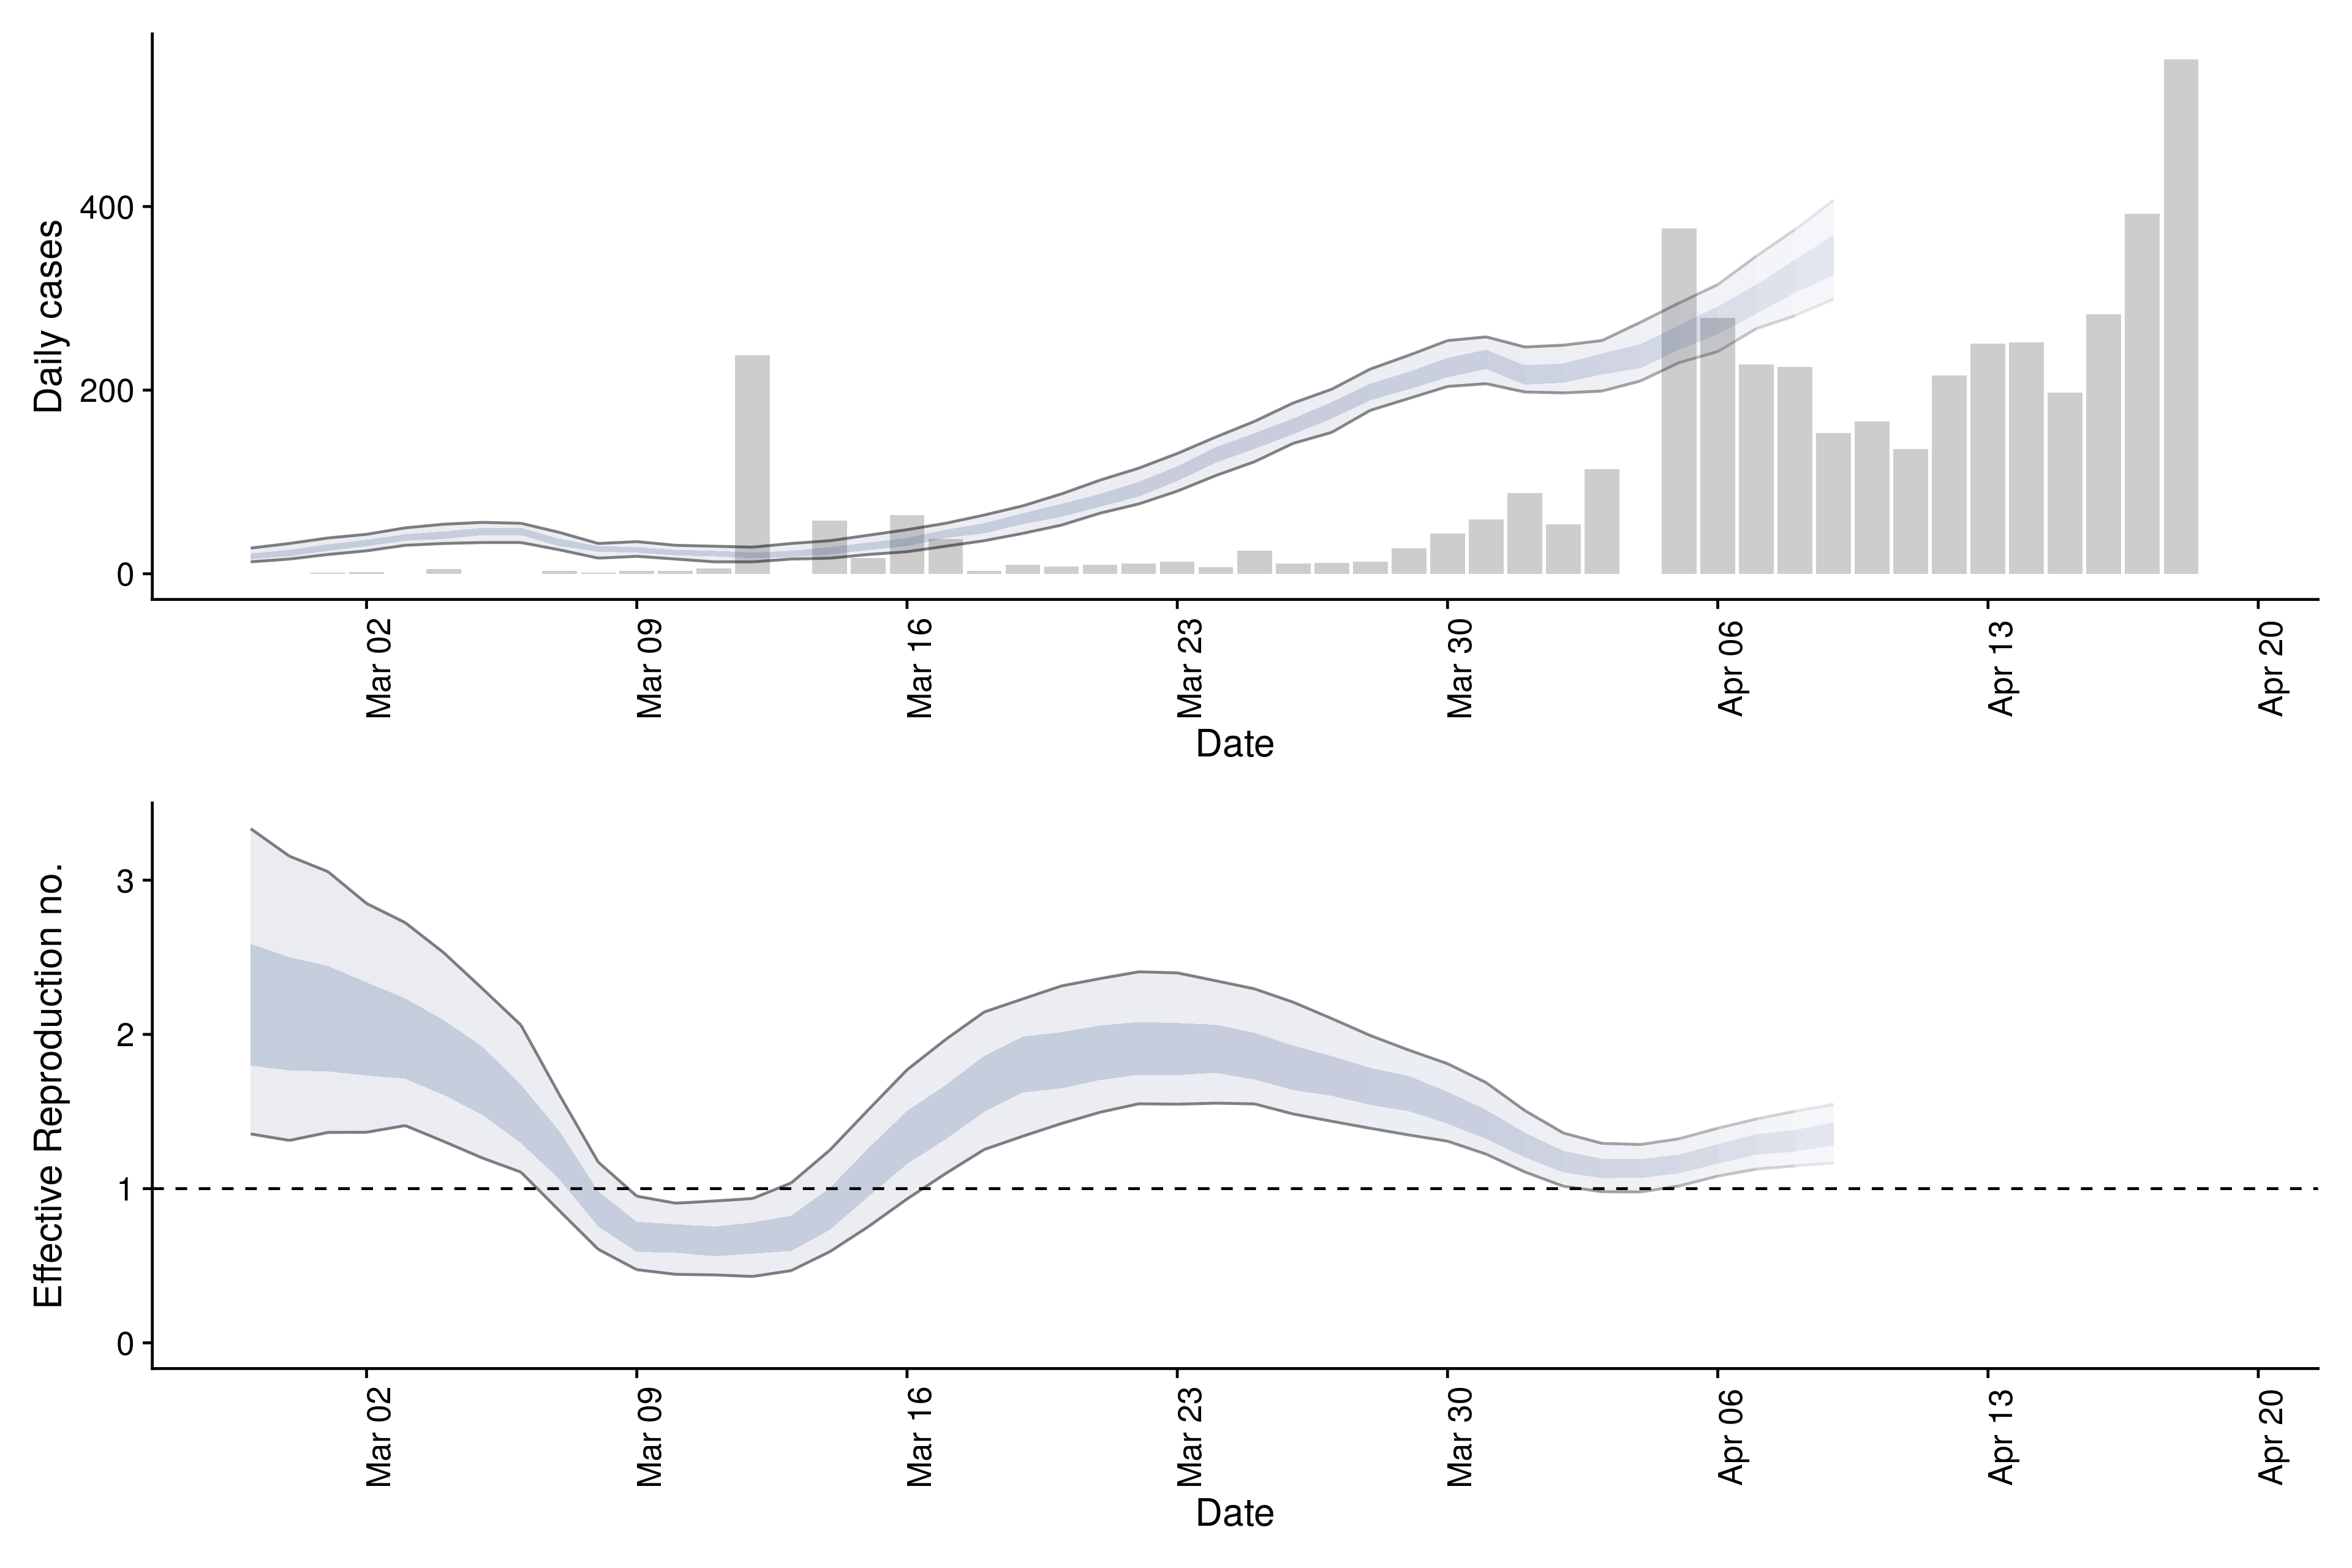 Daily cases
400
200
0
Mar 02
Mar 09
Mar 16
Mar 23
Mar 30
Apr 06
Apr 13
Apr 20
Date
Effective Reproduction no.
3
2
1
0
Mar 02
Mar 09
Mar 16
Mar 23
Mar 30
Apr 06
Apr 13
Apr 20
Date